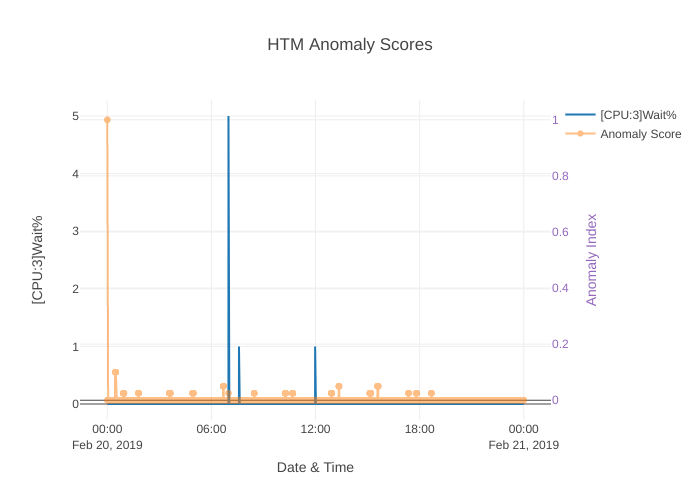 HTM Anomaly Scores
[CPU:3]Wait%
Anomaly Score
5
4
3
2
1
0
1
0.8
0.6
0.4
0.2
0
[CPU:3]Wait%
Anomaly Index
00:00
06:00
12:00
18:00
00:00
Feb 20, 2019
Feb 21, 2019
Date & Time